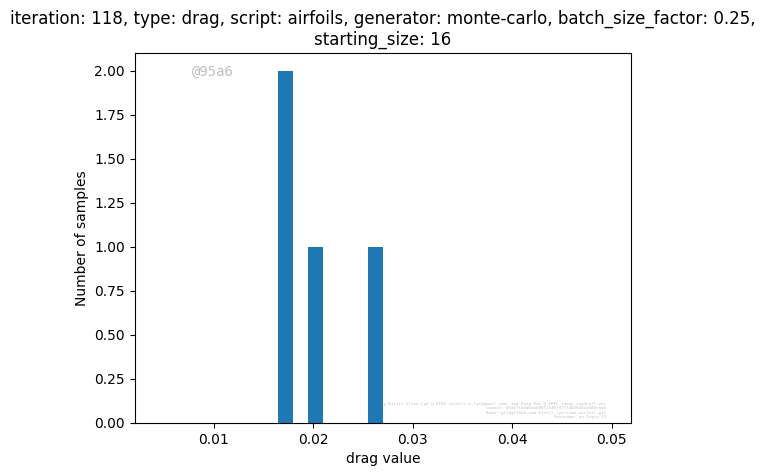 iteration: 118, type: drag, script: airfoils, generator: monte-carlo, batch_size_factor: 0.25,
starting_size: 16
@95a6
2.00
1.75
1.50
1.25
1.00
0.75
0.50
0.25
0.00
Number of samples
0.01
0.02
0.03
0.04
0.05
drag value